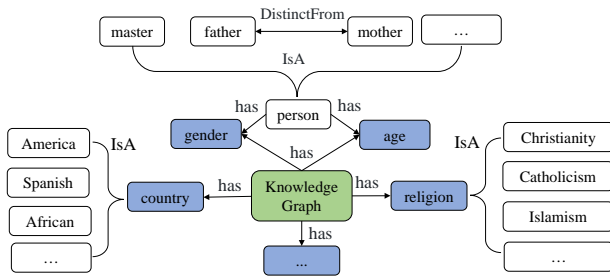 DistinctFrom
master
father
mother
...
IsA
has
person
has
gender
has
age
America
IsA
IsA
Christianity
Spanish
country
has
Knowledge
Graph
has
religion
Catholicism
African
Islamism
...
has
...
...